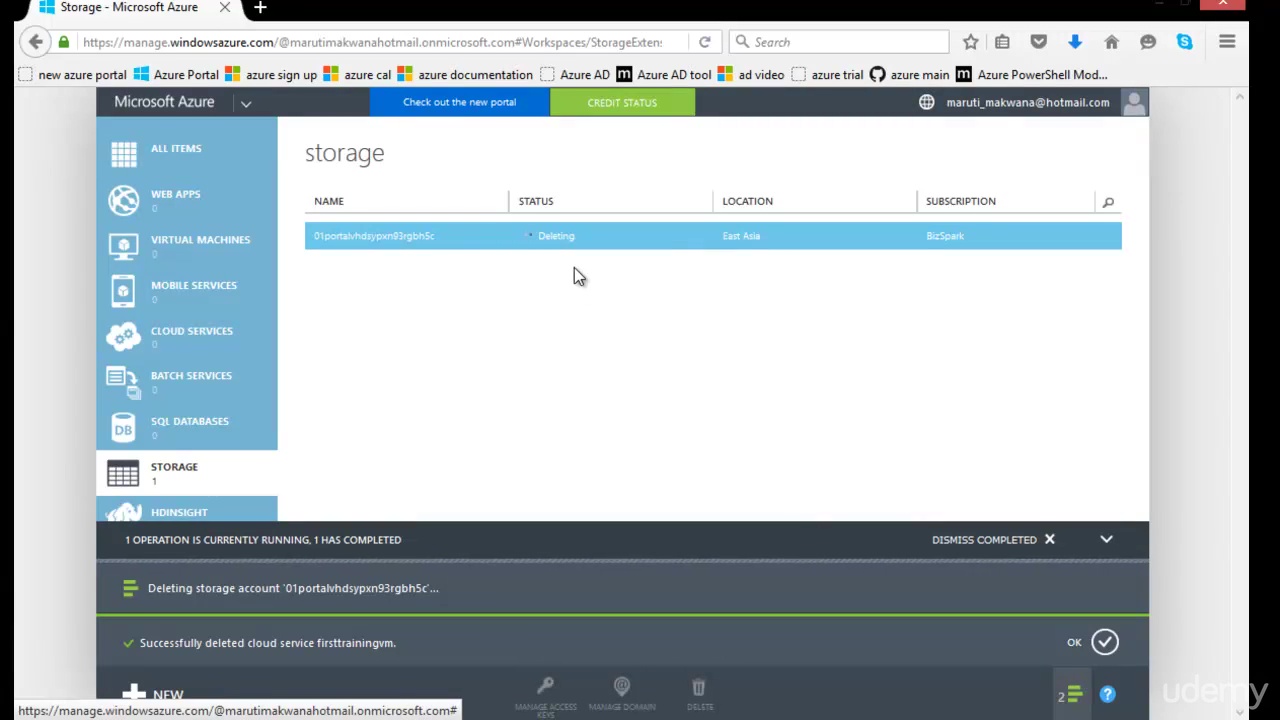 Storage - Microsoft Azure
https://manage.windowsazure.com/@marutimakwanahotmail.onmicrosoft.com#Workspaces/StorageExtens
Search
new azure portal Azure Portal azure sign up azure cal azure documentation Azure AD Azure AD tool ad video azure trial azure main Azure PowerShell Mod...
Microsoft Azure Check out the new portal CREDIT STATUS maruti_makwana@hotmail.com
ALL ITEMS
WEB APPS
0
VIRTUAL MACHINES
0
MOBILE SERVICES
0
CLOUD SERVICES
0
BATCH SERVICES
0
SQL DATABASES
0
DB
STORAGE
1
HDINSIGHT
storage
NAME STATUS LOCATION SUBSCRIPTION
01portalvhdsypxn93rgbh5c Deleting East Asia BizSpark
1 OPERATION IS CURRENTLY RUNNING, 1 HAS COMPLETED DISMISS COMPLETED
Deleting storage account '01portalvhdsypxn93rgbh5c'...
Successfully deleted cloud service firsttrainingvm. OK
NEW
MANAGE ACCESS KEYS
MANAGE DOMAIN
DELETE
2
?
https://manage.windowsazure.com/@marutimakwanahotmail.onmicrosoft.com#
udemy